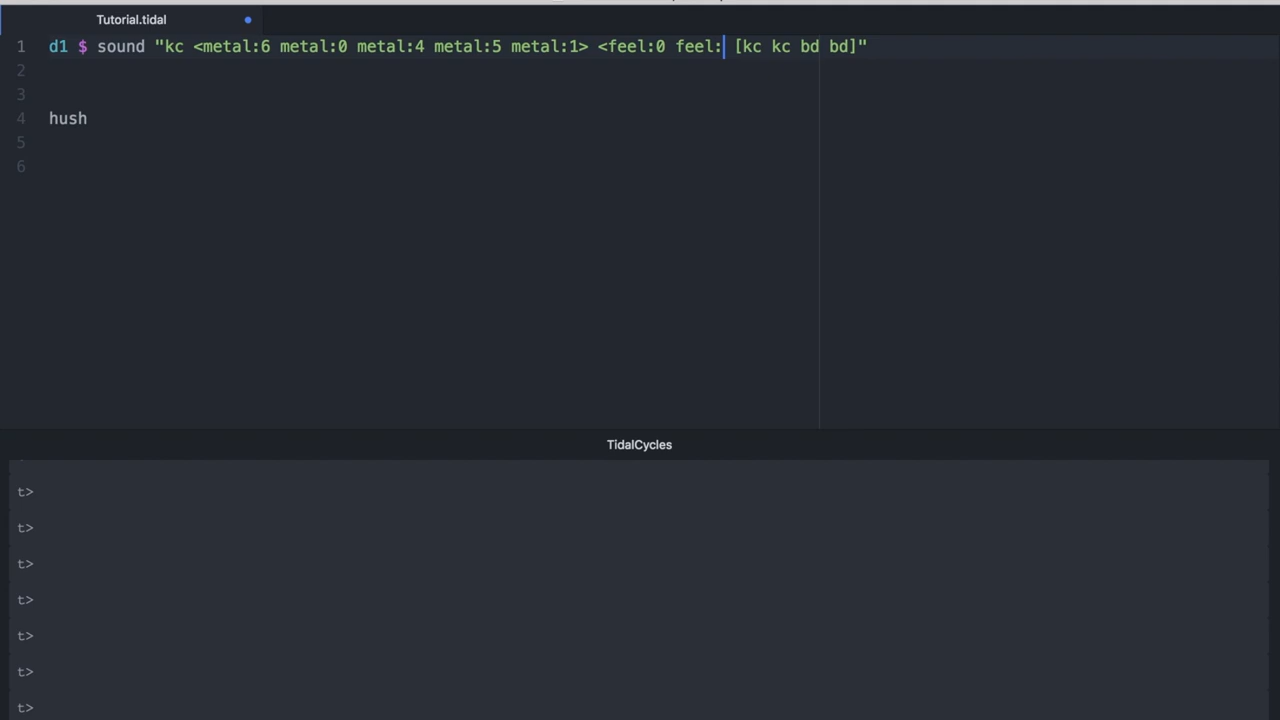 Tutorial.tidal
1 d1 $ sound "kc <metal:6 metal:0 metal:4 metal:5 metal:1> <feel:0 feel: [kc kc bd bd]"
2
3
4 hush
5
6
TidalCycles
t>
t>
t>
t>
t>
t>
t>